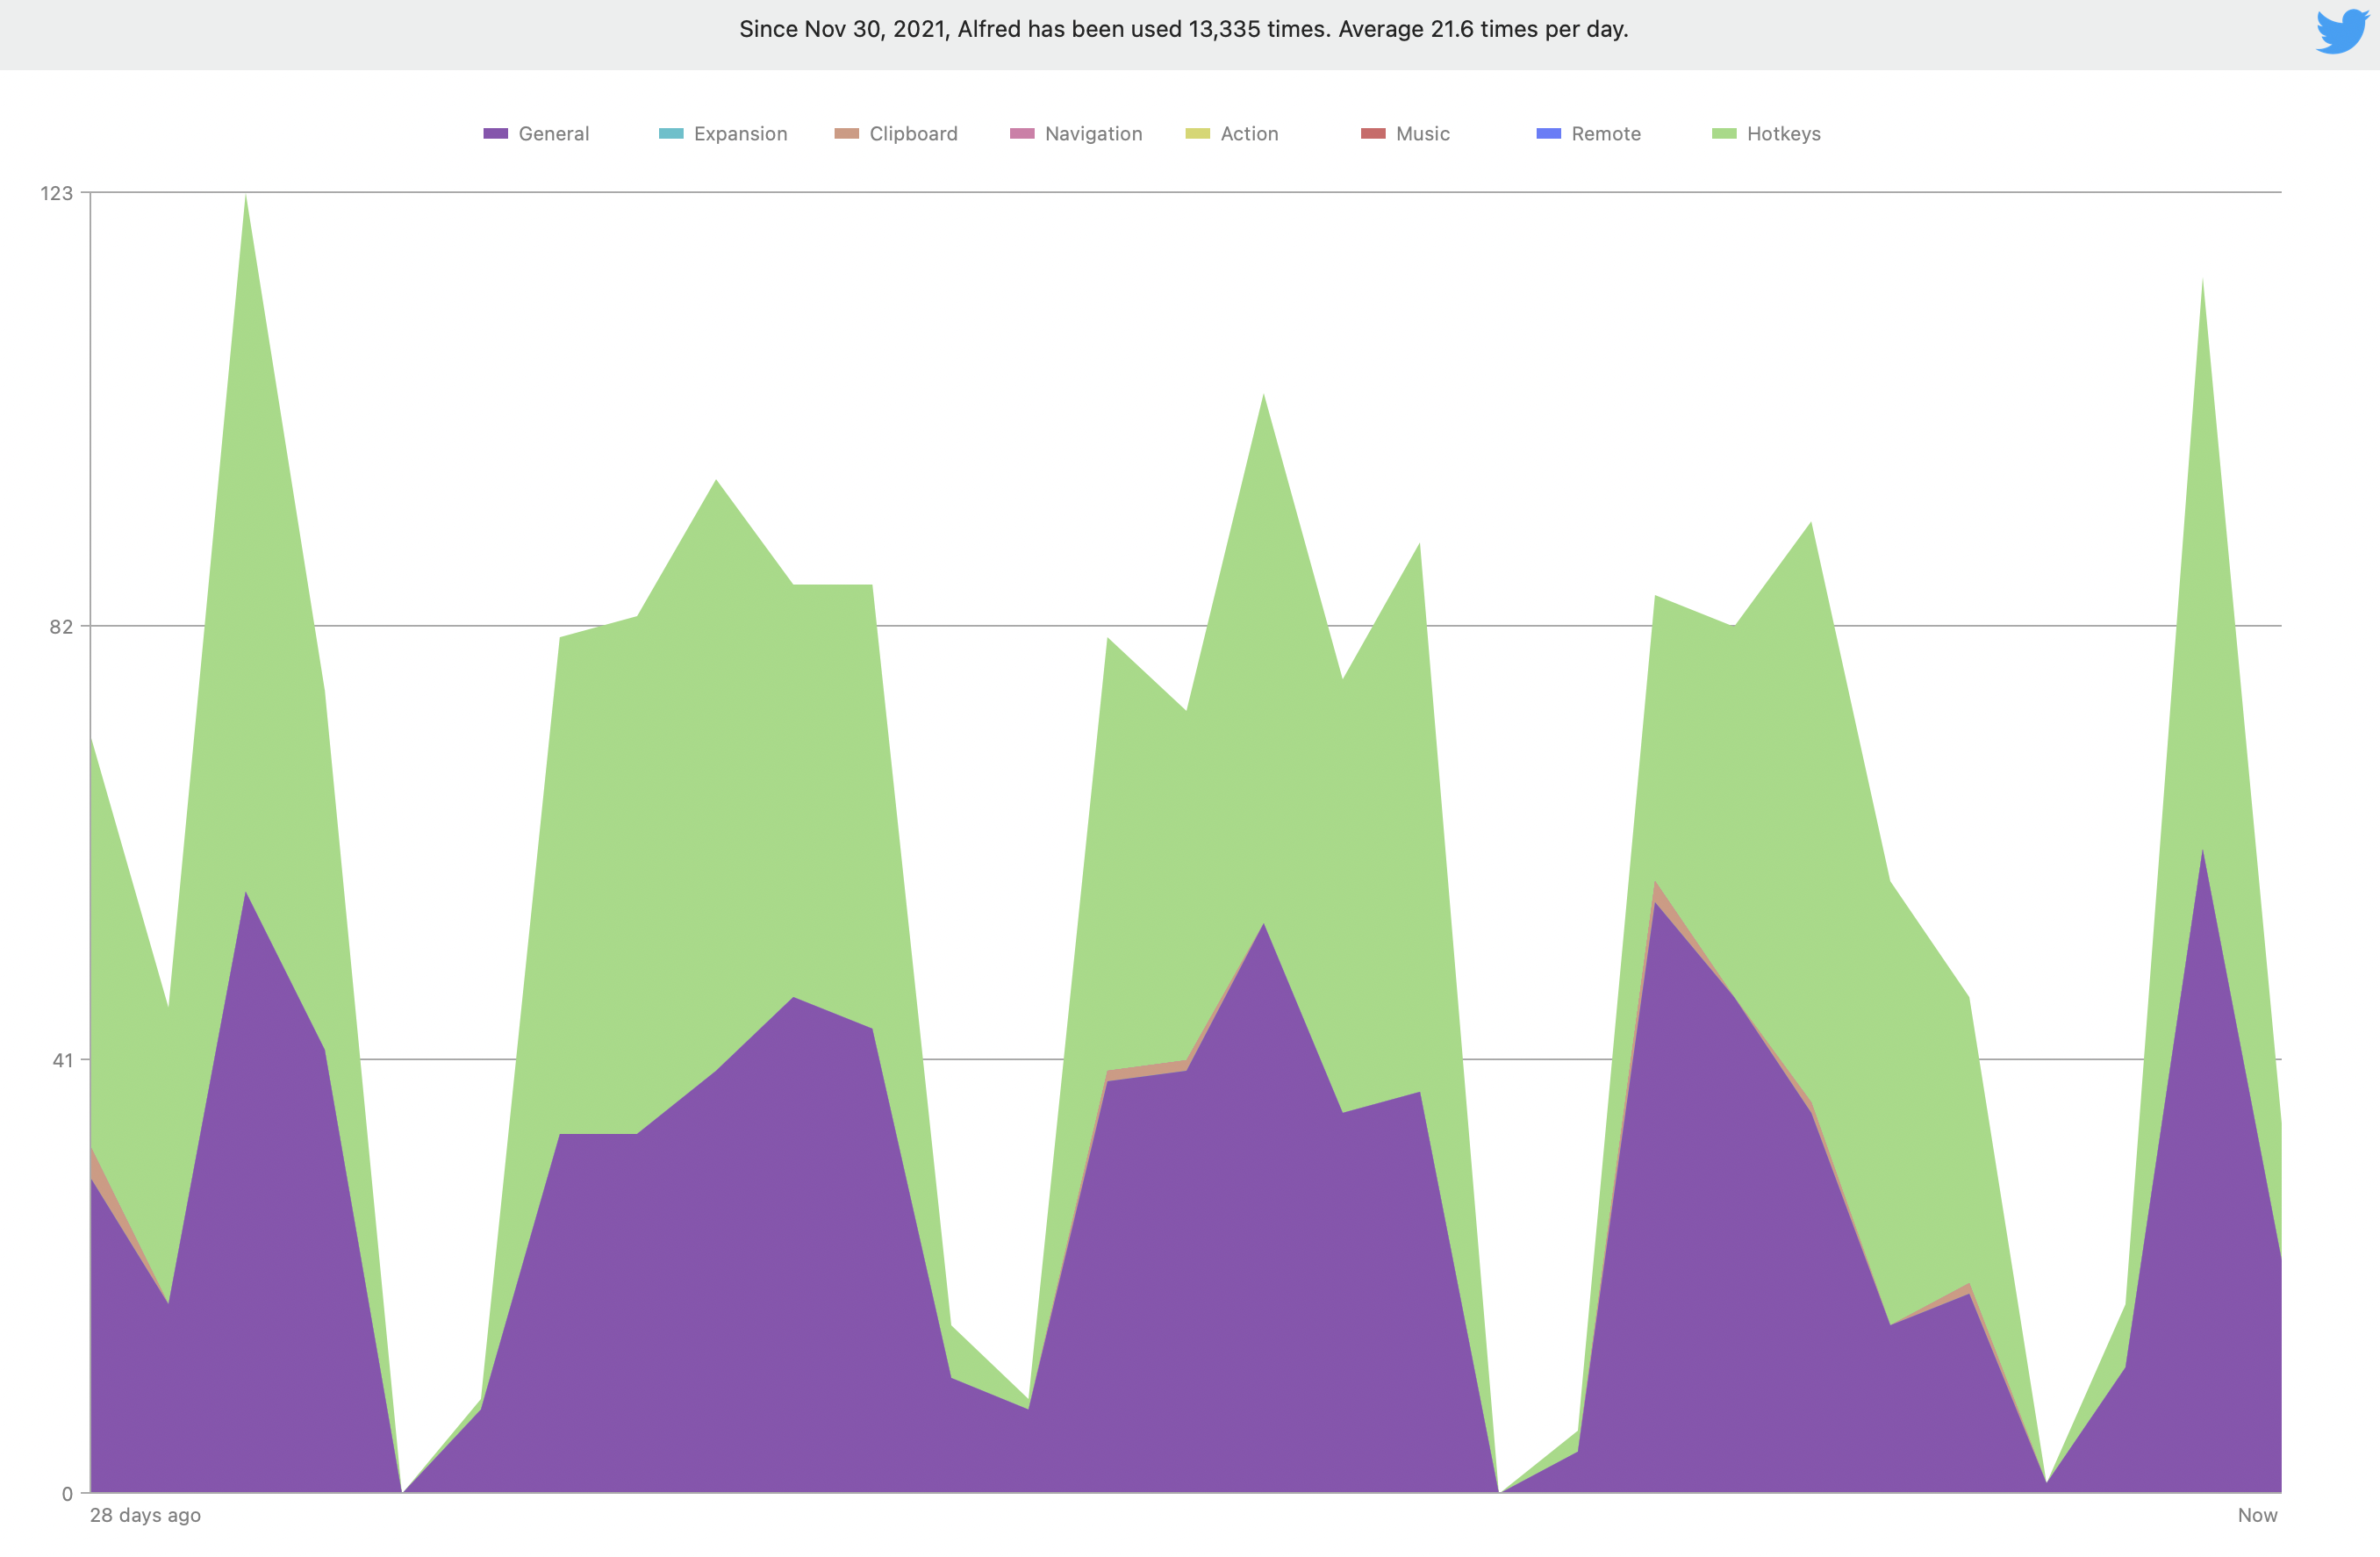 Since Nov 30, 2021, Alfred has been used 13,335 times. Average 21.6 times per day.
General Expansion Clipboard Navigation Action Music Remote Hotkeys
123
82
41
0
28 days ago Now